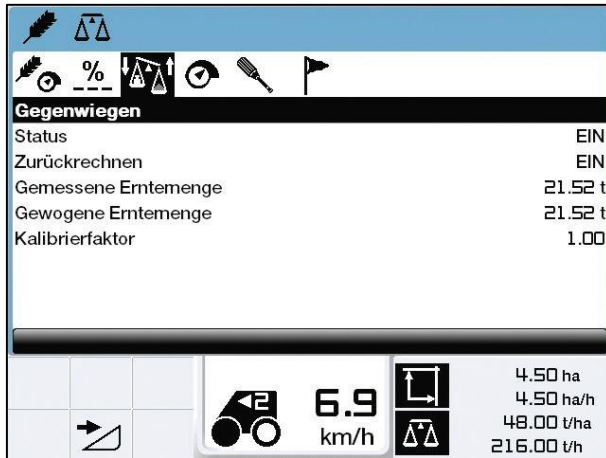 %
Gegenwiegen
Status EIN
Zurückrechnen EIN
Gemessene Erntemenge 21.52 t
Gewogene Erntemenge 21.52 t
Kalibrierfaktor 1.00
2
6.9
km/h
4.50 ha
4.50 ha/h
48.00 t/ha
216.00 t/h